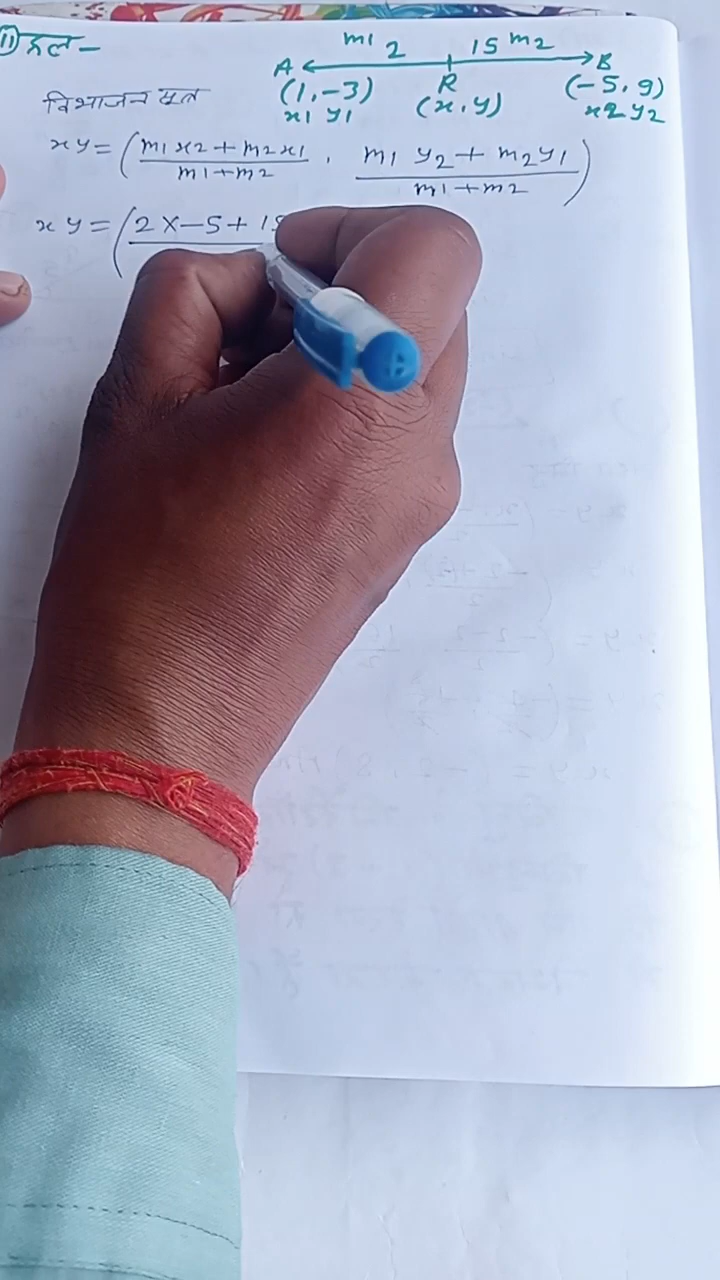 11 हल -
m1 2 15 m2
A R B
(1,-3) (x,y) (-5,9)
x1 y1 x2 y2
विभाजन सूत्र
x y = (m1 x2 + m2 x1 / m1 + m2 , m1 y2 + m2 y1 / m1 + m2)
x y = (2 × -5 + 15